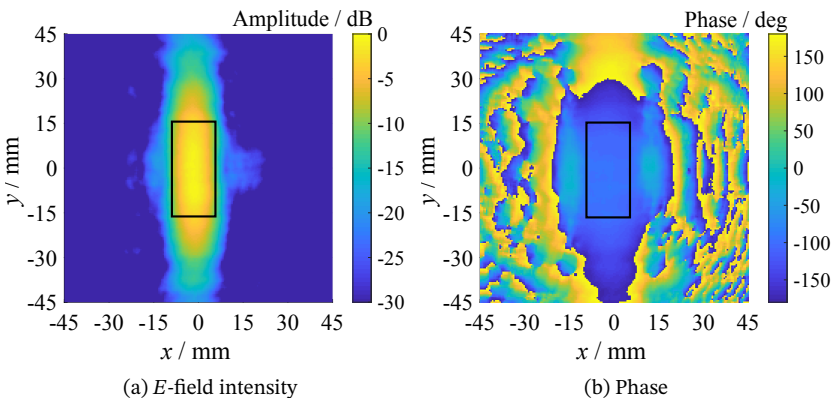 Amplitude / dB
45
30
15
0
-15
-30
-45
y / mm
-45 -30 -15 0 15 30 45
x / mm
0
-5
-10
-15
-20
-25
-30
(a) E-field intensity
Phase / deg
45
30
15
0
-15
-30
-45
y / mm
-45 -30 -15 0 15 30 45
x / mm
150
100
50
0
-50
-100
-150
(b) Phase